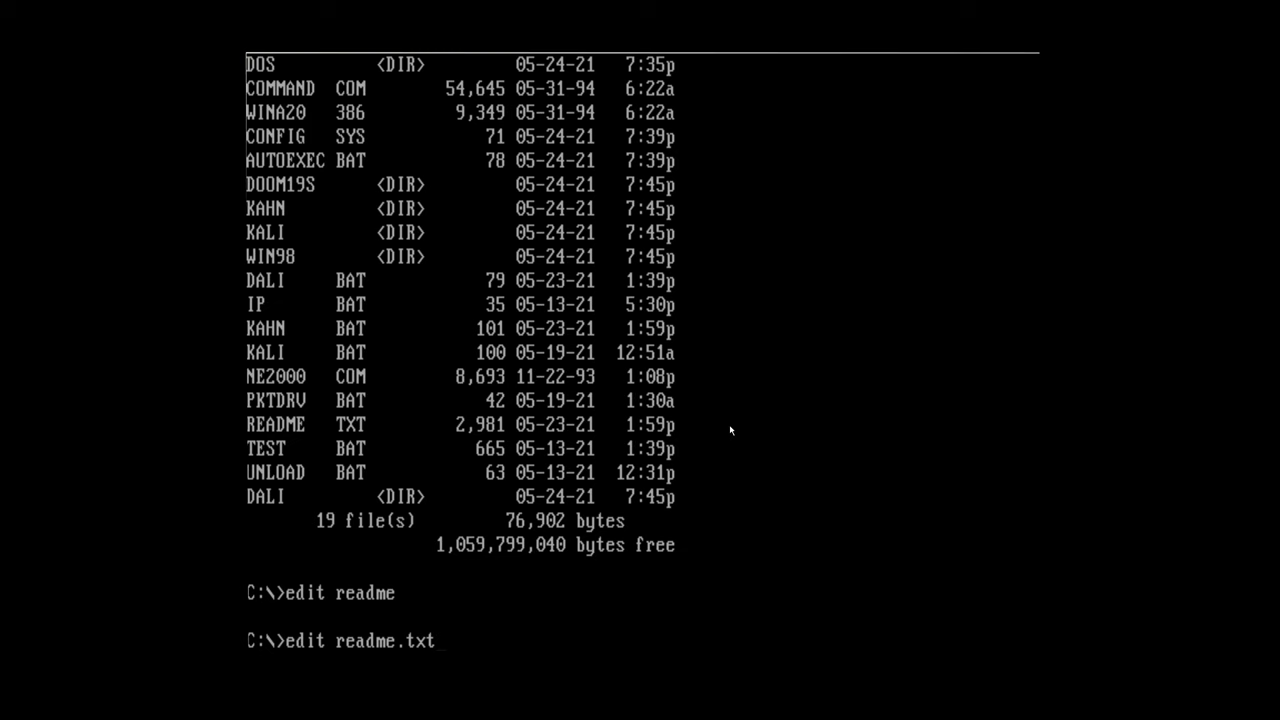 DOS          <DIR>         05-24-21   7:35p
COMMAND  COM        54,645 05-31-94   6:22a
WINA20   386         9,349 05-31-94   6:22a
CONFIG   SYS            71 05-24-21   7:39p
AUTOEXEC BAT            78 05-24-21   7:39p
DOOM19S      <DIR>         05-24-21   7:45p
KAHN         <DIR>         05-24-21   7:45p
KALI         <DIR>         05-24-21   7:45p
WIN98        <DIR>         05-24-21   7:45p
DALI     BAT            79 05-23-21   1:39p
IP       BAT            35 05-13-21   5:30p
KAHN     BAT           101 05-23-21   1:59p
KALI     BAT           100 05-19-21  12:51a
NE2000   COM         8,693 11-22-93   1:08p
PKTDRV   BAT            42 05-19-21   1:30a
README   TXT         2,981 05-23-21   1:59p
TEST     BAT           665 05-13-21   1:39p
UNLOAD   BAT            63 05-13-21  12:31p
DALI         <DIR>         05-24-21   7:45p
       19 file(s)         76,902 bytes
                   1,059,799,040 bytes free
C:\>edit readme
C:\>edit readme.txt_